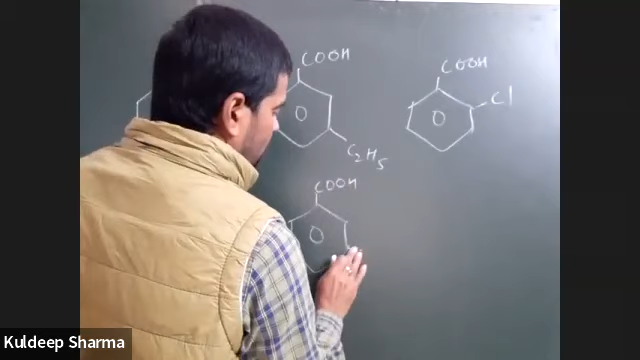 COOH
COOH
O
O
Cl
C2H5
COOH
O
Kuldeep Sharma